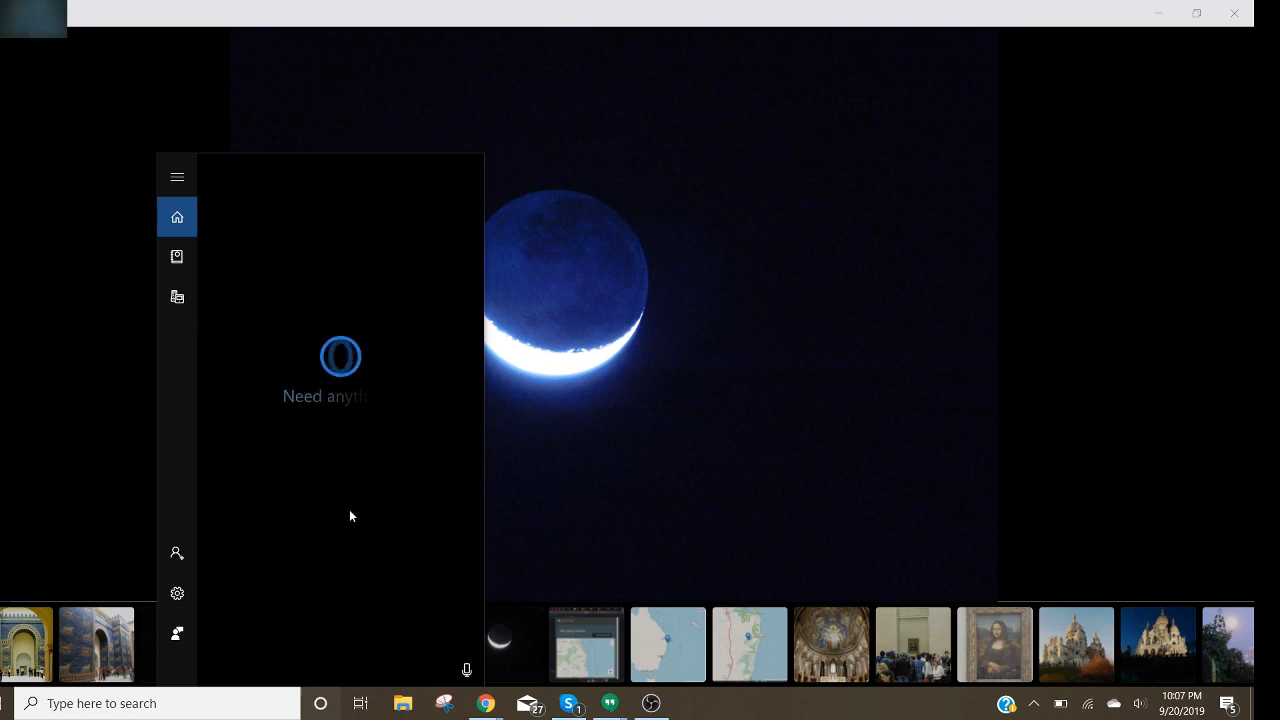 Need anyth
Type here to search
27
1
10:07 PM
9/20/2019
5